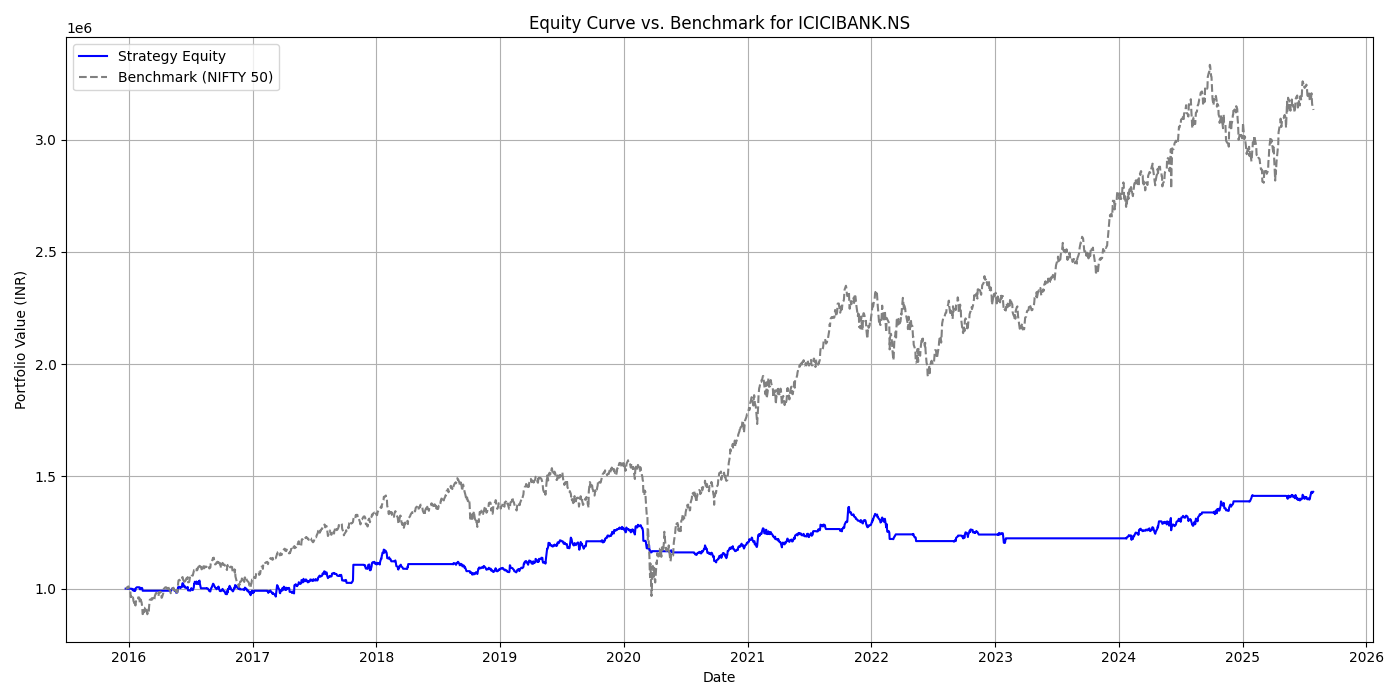 Equity Curve vs. Benchmark for ICICIBANK.NS
1e6
Strategy Equity
Benchmark (NIFTY 50)
3.0
2.5
2.0
1.5
1.0
Portfolio Value (INR)
2016 2017 2018 2019 2020 2021 2022 2023 2024 2025 2026
Date